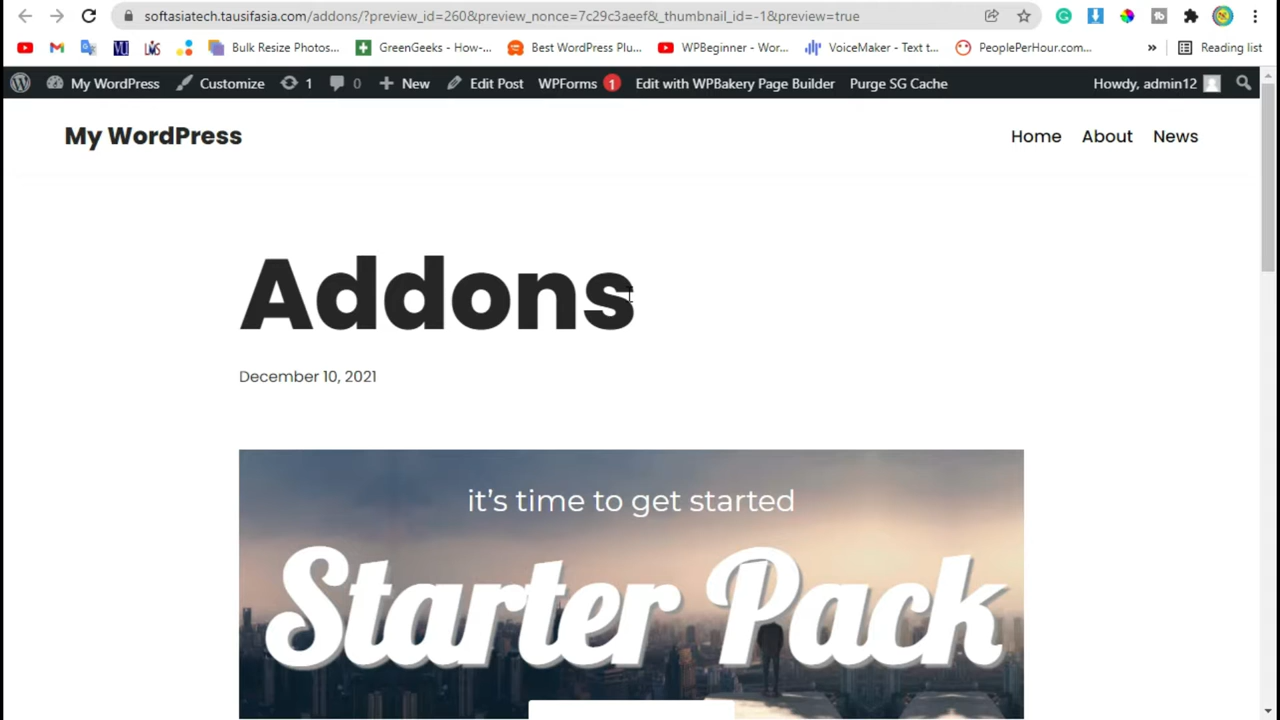 softasiatech.tausifasia.com/addons/?preview_id=260&preview_nonce=7c29c3aeef&_thumbnail_id=-1&preview=true
Bulk Resize Photos... GreenGeeks - How-... Best WordPress Plu... WPBeginner - Wor... VoiceMaker - Text t... PeoplePerHour.com... » Reading list
My WordPress Customize 1 0 New Edit Post WPForms 1 Edit with WPBakery Page Builder Purge SG Cache Howdy, admin12
My WordPress Home About News
Addons
December 10, 2021
it's time to get started
Starter Pack